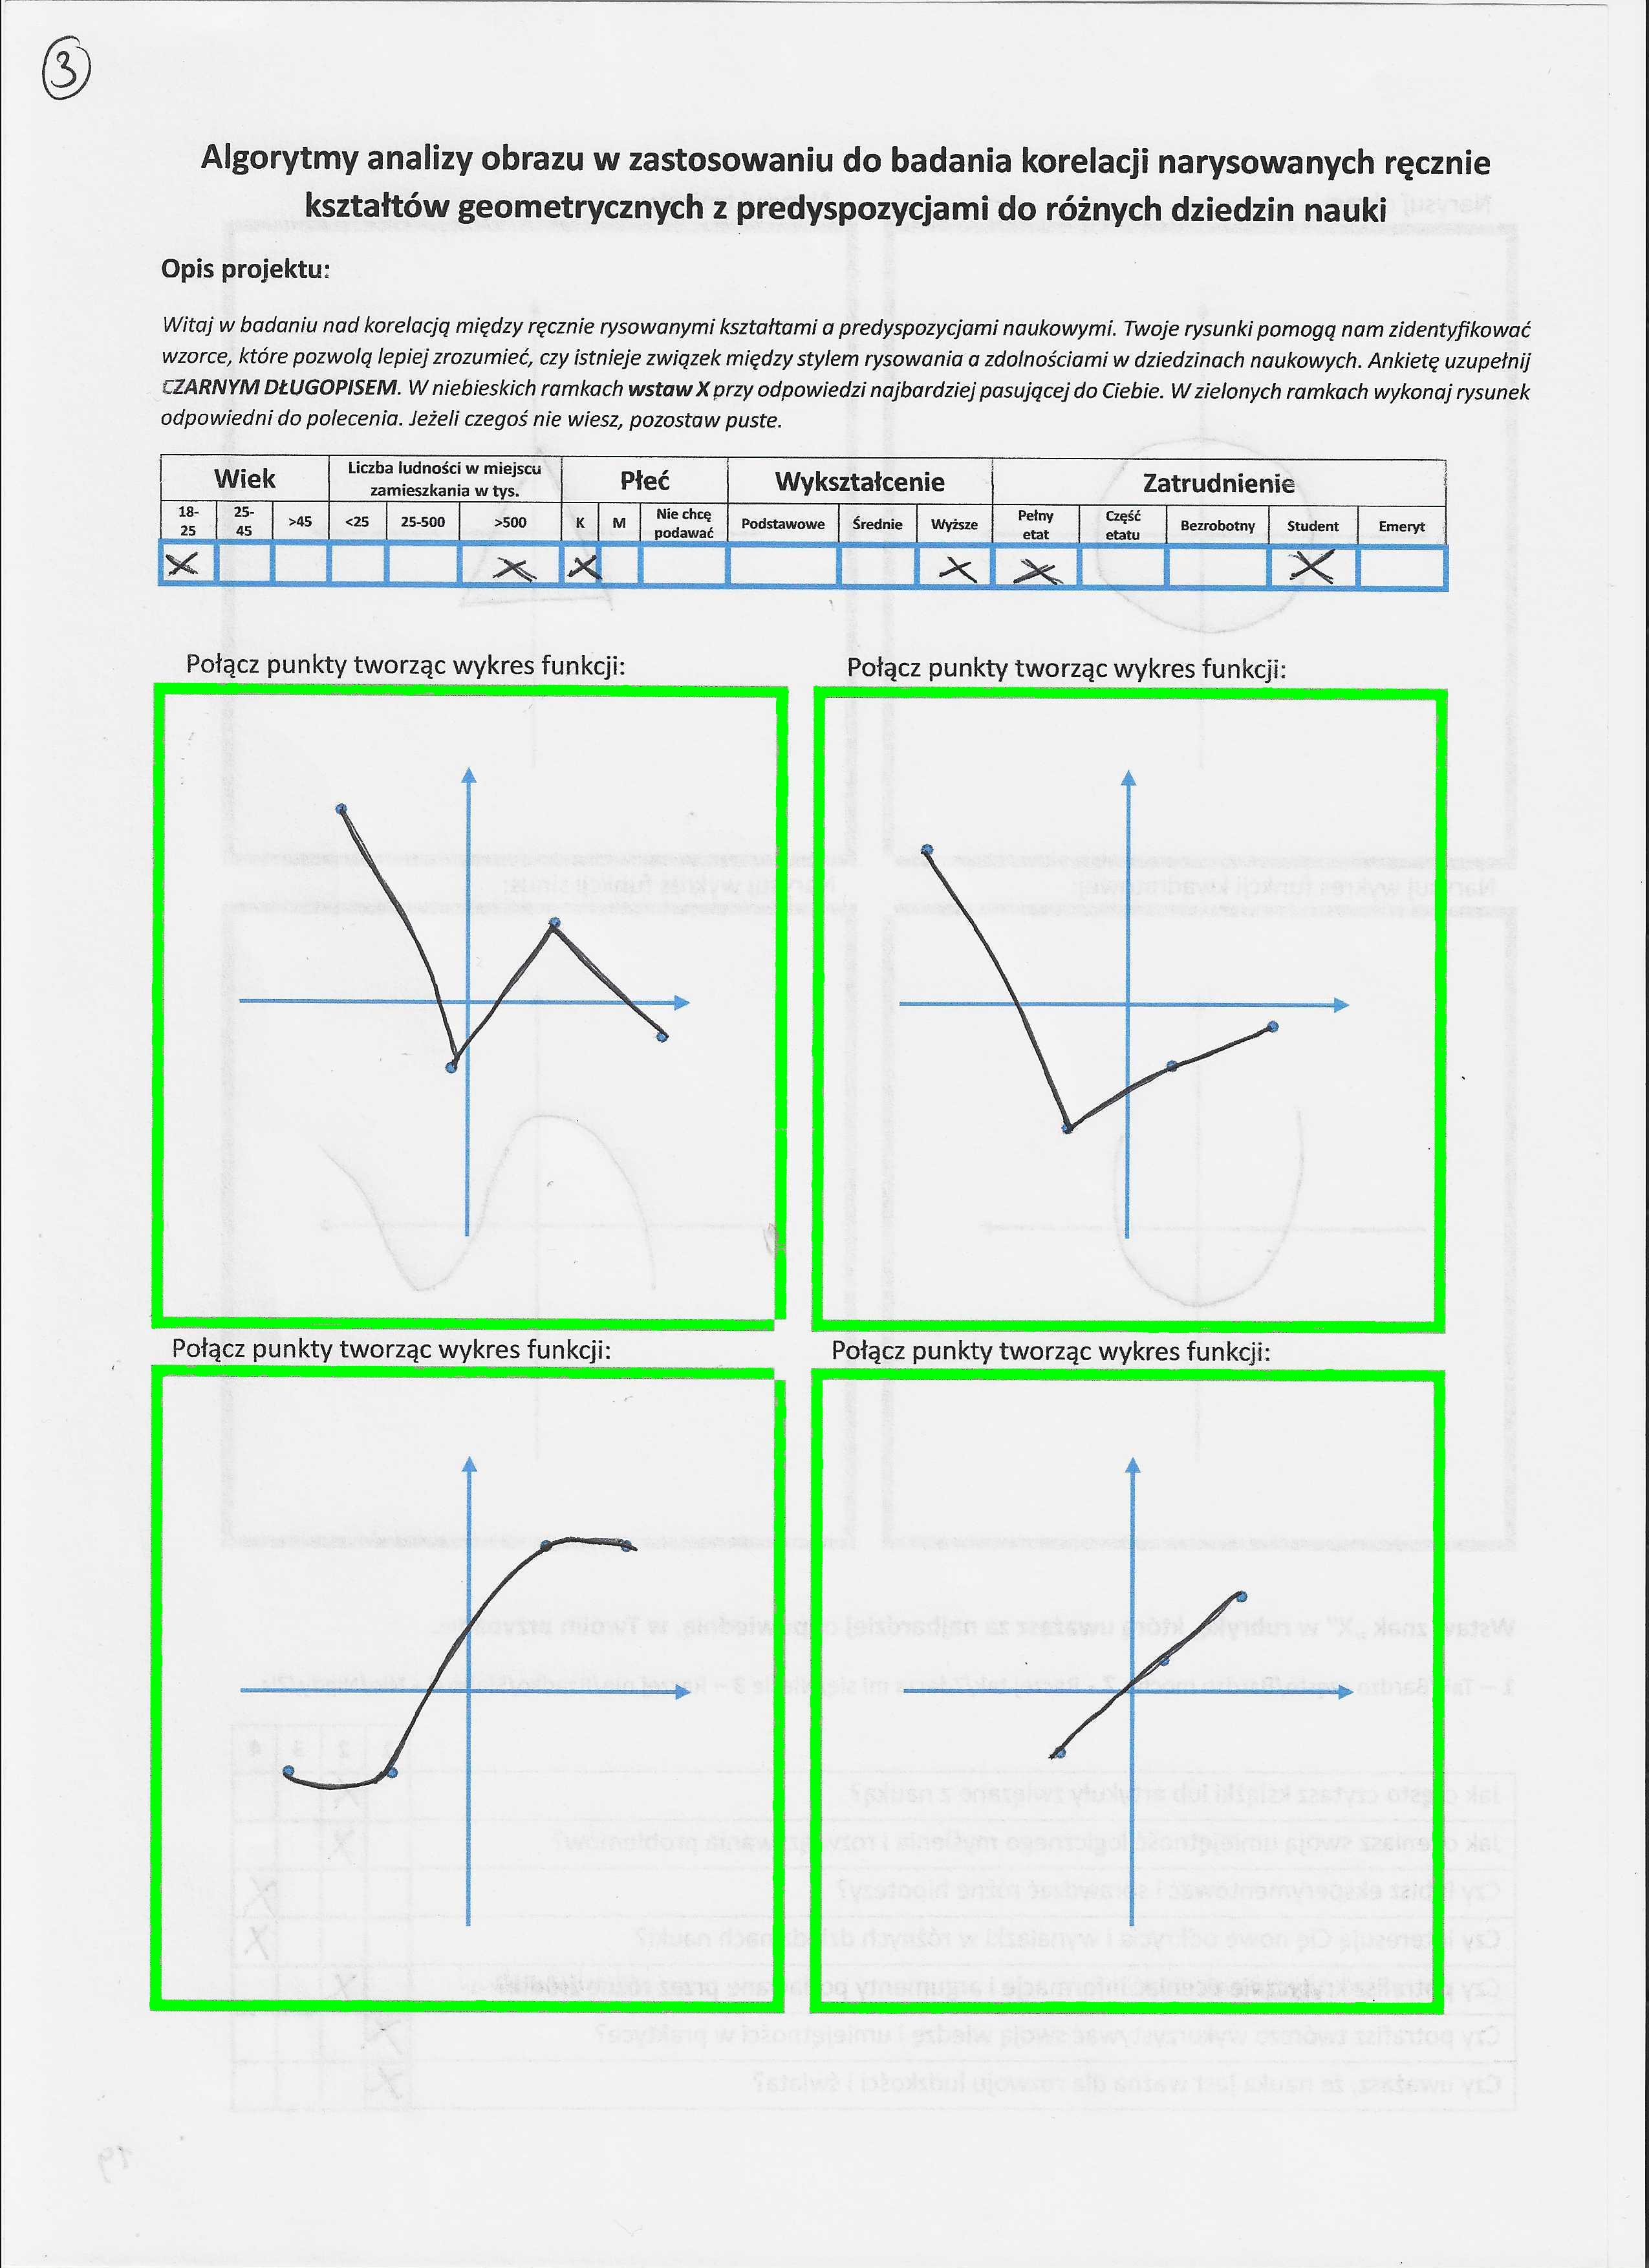 3
Algorytmy analizy obrazu w zastosowaniu do badania korelacji narysowanych ręcznie
kształtów geometrycznych z predyspozycjami do różnych dziedzin nauki
Opis projektu:
Witaj w badaniu nad korelacją między ręcznie rysowanymi kształtami a predyspozycjami naukowymi. Twoje rysunki pomogą nam zidentyfikować
wzorce, które pozwolą lepiej zrozumieć, czy istnieje związek między stylem rysowania a zdolnościami w dziedzinach naukowych. Ankietę uzupełnij
CZARNYM DŁUGOPISEM. W niebieskich ramkach wstaw X przy odpowiedzi najbardziej pasującej do Ciebie. W zielonych ramkach wykonaj rysunek
odpowiedni do polecenia. Jeżeli czegoś nie wiesz, pozostaw puste.
Wiek Liczba ludności w miejscu zamieszkania w tys. Płeć Wykształcenie Zatrudnienie
18-25 25-45 >45 <25 25-500 >500 K M Nie chcę podawać Podstawowe Średnie Wyższe Pełny etat Część etatu Bezrobotny Student Emeryt
X X X X X X
Połącz punkty tworząc wykres funkcji: Połącz punkty tworząc wykres funkcji:
Połącz punkty tworząc wykres funkcji: Połącz punkty tworząc wykres funkcji: